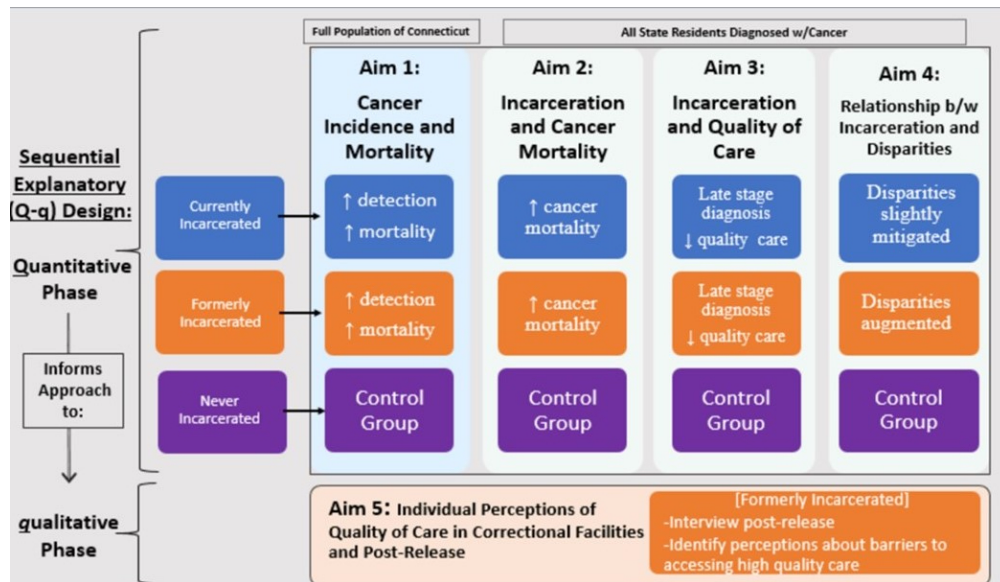 Full Population of Connecticut
All State Residents Diagnosed w/Cancer
Aim 1:
Cancer
Incidence and
Mortality
Aim 2:
Incarceration
and Cancer
Mortality
Aim 3:
Incarceration
and Quality of
Care
Aim 4:
Relationship b/w
Incarceration and
Disparities
Sequential
Explanatory
(Q-q) Design:
Quantitative
Phase
Informs
Approach
to:
qualitative
Phase
Currently
Incarcerated
↑ detection
↑ mortality
↑ cancer
mortality
Late stage
diagnosis
↓ quality care
Disparities
slightly
mitigated
Formerly
Incarcerated
↑ detection
↑ mortality
↑ cancer
mortality
Late stage
diagnosis
↓ quality care
Disparities
augmented
Never
Incarcerated
Control
Group
Control
Group
Control
Group
Control
Group
Aim 5: Individual Perceptions of
Quality of Care in Correctional Facilities
and Post-Release
[Formerly Incarcerated]
-Interview post-release
-Identify perceptions about barriers to
accessing high quality care